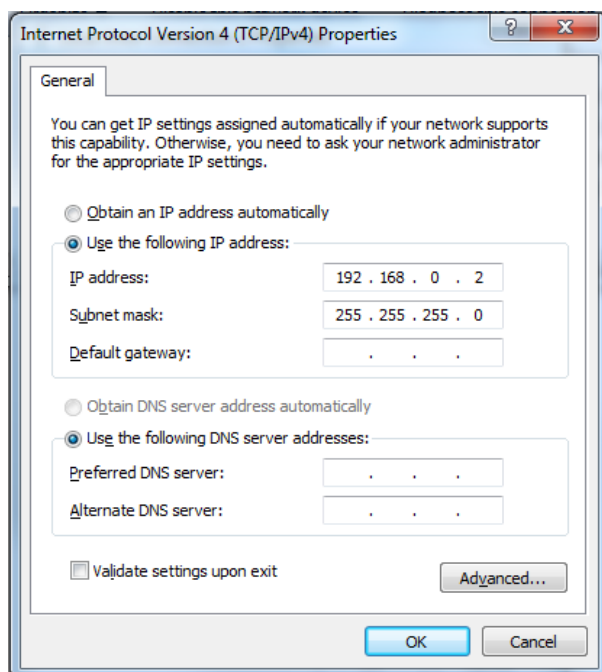 Internet Protocol Version 4 (TCP/IPv4) Properties
General
You can get IP settings assigned automatically if your network supports
this capability. Otherwise, you need to ask your network administrator
for the appropriate IP settings.
Obtain an IP address automatically
Use the following IP address:
IP address: 192 . 168 . 0 . 2
Subnet mask: 255 . 255 . 255 . 0
Default gateway: . . .
Obtain DNS server address automatically
Use the following DNS server addresses:
Preferred DNS server: . . .
Alternate DNS server: . . .
Validate settings upon exit
Advanced...
OK Cancel